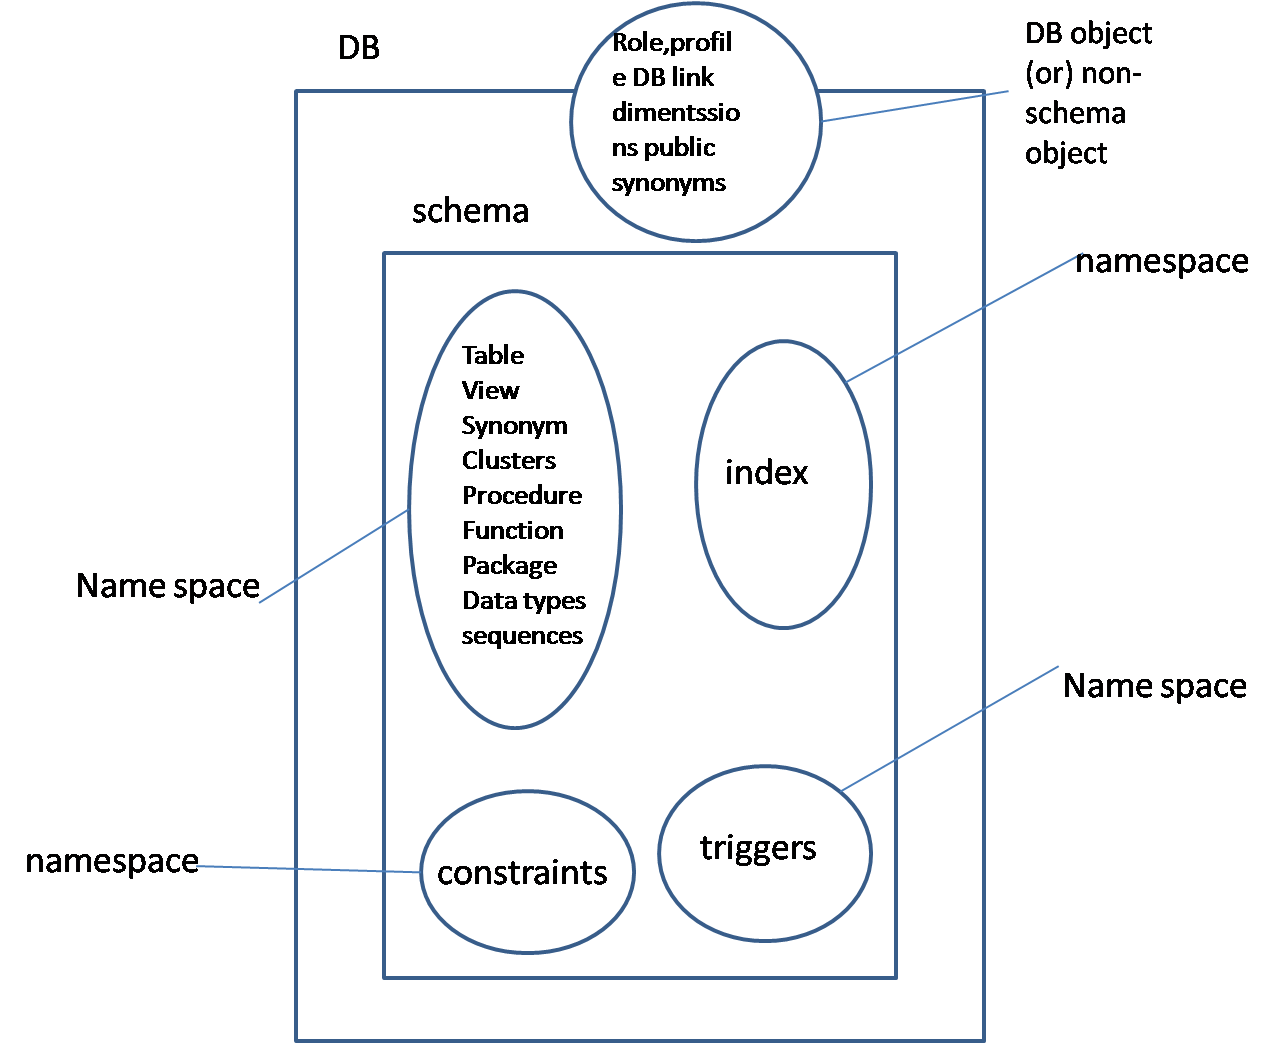 DB
Role,profil
e DB link
dimentssio
ns public
synonyms
DB object
(or) non-
schema
object
schema
namespace
Table
View
Synonym
Clusters
Procedure
Function
Package
Data types
sequences
index
Name space
Name space
namespace
constraints
triggers